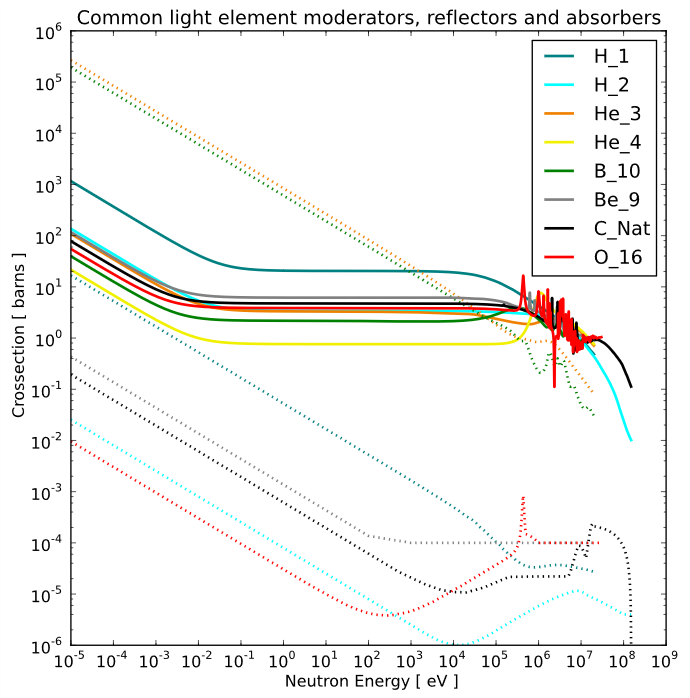 Common light element moderators, reflectors and absorbers
10^6
10^5
10^4
10^3
10^2
10^1
10^0
10^-1
10^-2
10^-3
10^-4
10^-5
10^-6
Crossection [ barns ]
H_1
H_2
He_3
He_4
B_10
Be_9
C_Nat
O_16
10^-5 10^-4 10^-3 10^-2 10^-1 10^0 10^1 10^2 10^3 10^4 10^5 10^6 10^7 10^8 10^9
Neutron Energy [ eV ]